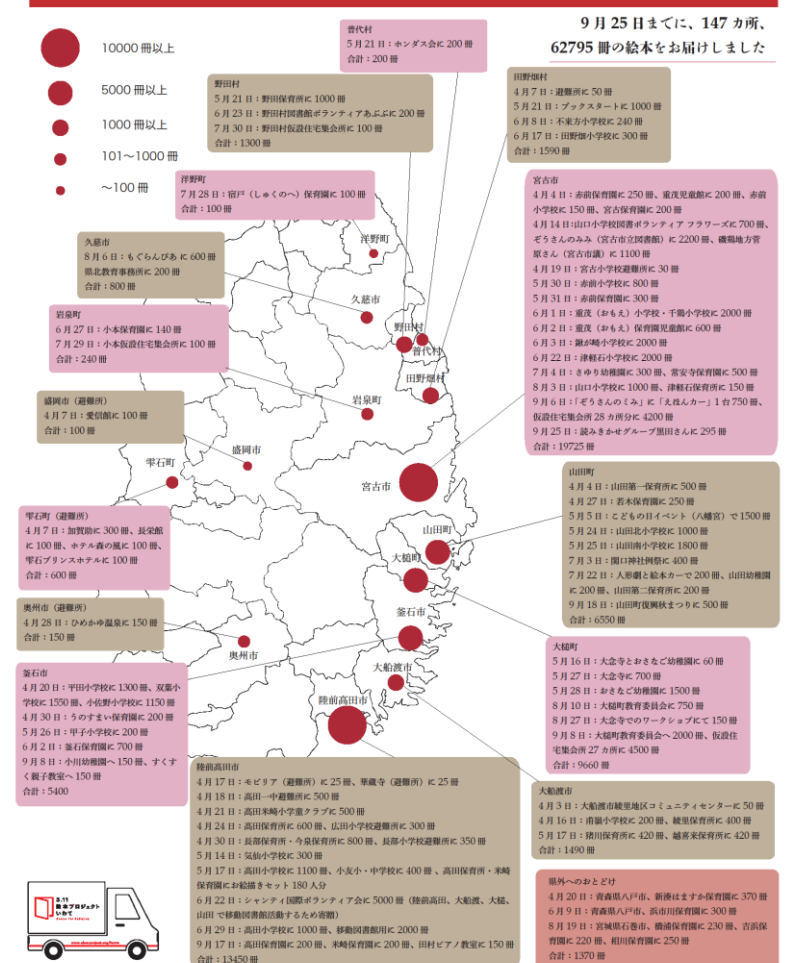 9月25日までに、147カ所、
62795冊の絵本をお届けしました
10000冊以上
5000冊以上
1000冊以上
101～1000冊
～100冊
普代村
5月21日：ホンダス会に200冊
合計：200冊
野田村
5月21日：野田保育所に1000冊
6月23日：野田村図書館ボランティアあぷぷに200冊
7月30日：野田村仮設住宅集会所に100冊
合計：1300冊
田野畑村
4月7日：避難所に50冊
5月21日：ブックスタートに1000冊
6月8日：不来方小学校に240冊
6月17日：田野畑小学校に300冊
合計：1590冊
洋野町
7月28日：宿戸（しゅくのへ）保育園に100冊
合計：100冊
宮古市
4月4日：赤前保育園に250冊、重茂児童館に200冊、赤前
小学校に150冊、宮古保育園に200冊
4月14日：山口小学校図書ボランティア フラワーズに700冊、
ぞうさんのみみ（宮古市立図書館）に2200冊、磯鶏地方菅
原さん（宮古市議）に1100冊
4月19日：宮古小学校避難所に30冊
5月30日：赤前小学校に800冊
5月31日：赤前保育園に300冊
6月1日：重茂（おもえ）小学校・千鶏小学校に2000冊
6月2日：重茂（おもえ）保育園児童館に600冊
6月3日：鍬が崎小学校に2000冊
6月22日：津軽石小学校に2000冊
7月4日：さゆり幼稚園に300冊、常安寺保育園に500冊
8月3日：山口小学校に1000冊、津軽石保育所に150冊
9月6日：「ぞうさんのくみ」に「えほんカー」1台750冊、
仮設住宅集会所28カ所分に4200冊
9月25日：読みきかせグループ黒田さんに295冊
合計：19725冊
久慈市
8月6日：もぐらんぴあ に600冊
県北教育事務所に200冊
合計：800冊
岩泉町
6月27日：小本保育園に140冊
7月29日：小本仮設住宅集会所に100冊
合計：240冊
盛岡市（避難所）
4月7日：愛信館に100冊
合計：100冊
洋野町
久慈市
野田村
普代村
田野畑村
岩泉町
盛岡市
雫石町
宮古市
山田町
大槌町
釜石市
奥州市
大船渡市
陸前高田市
雫石町（避難所）
4月7日：加賀助に300冊、長栄館
に100冊、ホテル森の風に100冊、
雫石プリンスホテルに100冊
合計：600冊
山田町
4月4日：山田第一保育所に500冊
4月27日：若木保育園に250冊
5月5日：こどもの日イベント（八幡宮）で1500冊
5月24日：山田北小学校に1000冊
5月25日：山田南小学校に1800冊
7月3日：関口神社例祭に400冊
7月22日：人形劇と絵本カーで200冊、山田幼稚園
に200冊、山田第二保育所に200冊
9月18日：山田町復興秋まつりに500冊
合計：6550冊
奥州市（避難所）
4月28日：ひめかゆ温泉に150冊
合計：150冊
大槌町
5月16日：大念寺とおさなご幼稚園に60冊
5月27日：大念寺に700冊
5月28日：おさなご幼稚園に1500冊
8月10日：大槌町教育委員会に750冊
8月27日：大念寺でのワークショップにて150冊
9月8日：大槌町教育委員会へ2000冊、仮設住
宅集会所27カ所に4500冊
合計：9660冊
釜石市
4月20日：平田小学校に1300冊、双葉小
学校に1550冊、小佐野小学校に1150冊
4月30日：うのすまい保育園に200冊
5月26日：甲子小学校に200冊
6月2日：釜石保育園に700冊
9月8日：小川幼稚園へ150冊、すくす
く親子教室へ150冊
合計：5400
陸前高田市
4月17日：モビリア（避難所）に25冊、華蔵寺（避難所）に25冊
4月18日：高田一中避難所に500冊
4月21日：高田米崎小学童クラブに500冊
4月24日：高田保育所に600冊、広田小学校避難所に300冊
4月30日：長部保育所・今泉保育所に800冊、長部小学校避難所に350冊
5月14日：気仙小学校に300冊
5月17日：高田小学校に1100冊、小友小・中学校に400冊、高田保育所・米崎
保育園にお絵描きセット180人分
6月22日：シャンティ国際ボランティア会に5000冊（陸前高田、大船渡、大槌、
山田で移動図書館活動するため寄贈）
6月29日：高田小学校に1000冊、移動図書館用に2000冊
9月17日：高田保育園に200冊、米崎保育園に200冊、田村ピアノ教室に150冊
合計：13450冊
大船渡市
4月3日：大船渡市綾里地区コミュニティセンターに50冊
4月16日：甫嶺小学校に200冊、綾里保育所に400冊
5月17日：猪川保育所に420冊、越喜来保育所に420冊
合計：1490冊
県外へのおとどけ
4月20日：青森県八戸市、新湊はますか保育園に370冊
6月9日：青森県八戸市、浜市川保育園に300冊
8月19日：宮城県石巻市、橋浦保育園に230冊、吉浜保
育園に220冊、相川保育園に250冊
合計：1370冊
3.11
絵本プロジェクト
いわて